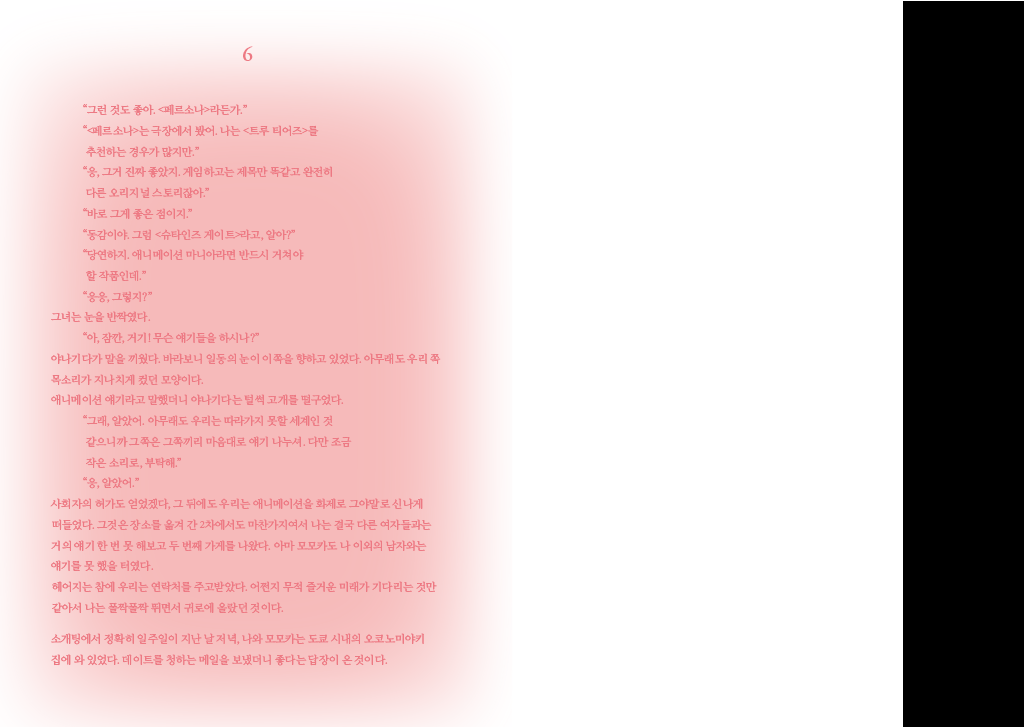 6
“그런 것도 좋아. <페르소나>라든가.”
“<페르소나>는 극장에서 봤어. 나는 <트루 티어즈>를
추천하는 경우가 많지만.”
“응, 그거 진짜 좋았지. 게임하고는 제목만 똑같고 완전히
다른 오리지널 스토리잖아.”
“바로 그게 좋은 점이지.”
“동감이야. 그럼 <슈타인즈 게이트>라고, 알아?”
“당연하지. 애니메이션 마니아라면 반드시 거쳐야
할 작품인데.”
“응응, 그렇지?”
그녀는 눈을 반짝였다.
“아, 잠깐, 거기! 무슨 얘기들을 하시나?”
야나기다가 말을 끼웠다. 바라보니 일동의 눈이 이쪽을 향하고 있었다. 아무래도 우리 쪽
목소리가 지나치게 컸던 모양이다.
애니메이션 얘기라고 말했더니 야나기다는 털썩 고개를 떨구었다.
“그래, 알았어. 아무래도 우리는 따라가지 못할 세계인 것
같으니까 그쪽은 그쪽끼리 마음대로 얘기 나누셔. 다만 조금
작은 소리로, 부탁해.”
“응, 알았어.”
사회자의 허가도 얻었겠다, 그 뒤에도 우리는 애니메이션을 화제로 그야말로 신나게
떠들었다. 그것은 장소를 옮겨 간 2차에서도 마찬가지여서 나는 결국 다른 여자들과는
거의 얘기 한 번 못 해보고 두 번째 가게를 나왔다. 아마 모모카도 나 이외의 남자와는
얘기를 못 했을 터였다.
헤어지는 참에 우리는 연락처를 주고받았다. 어쩐지 무척 즐거운 미래가 기다리는 것만
같아서 나는 폴짝폴짝 뛰면서 귀로에 올랐던 것이다.
소개팅에서 정확히 일주일이 지난 날 저녁, 나와 모모카는 도쿄 시내의 오코노미야키
집에 와 있었다. 데이트를 청하는 메일을 보냈더니 좋다는 답장이 온 것이다.